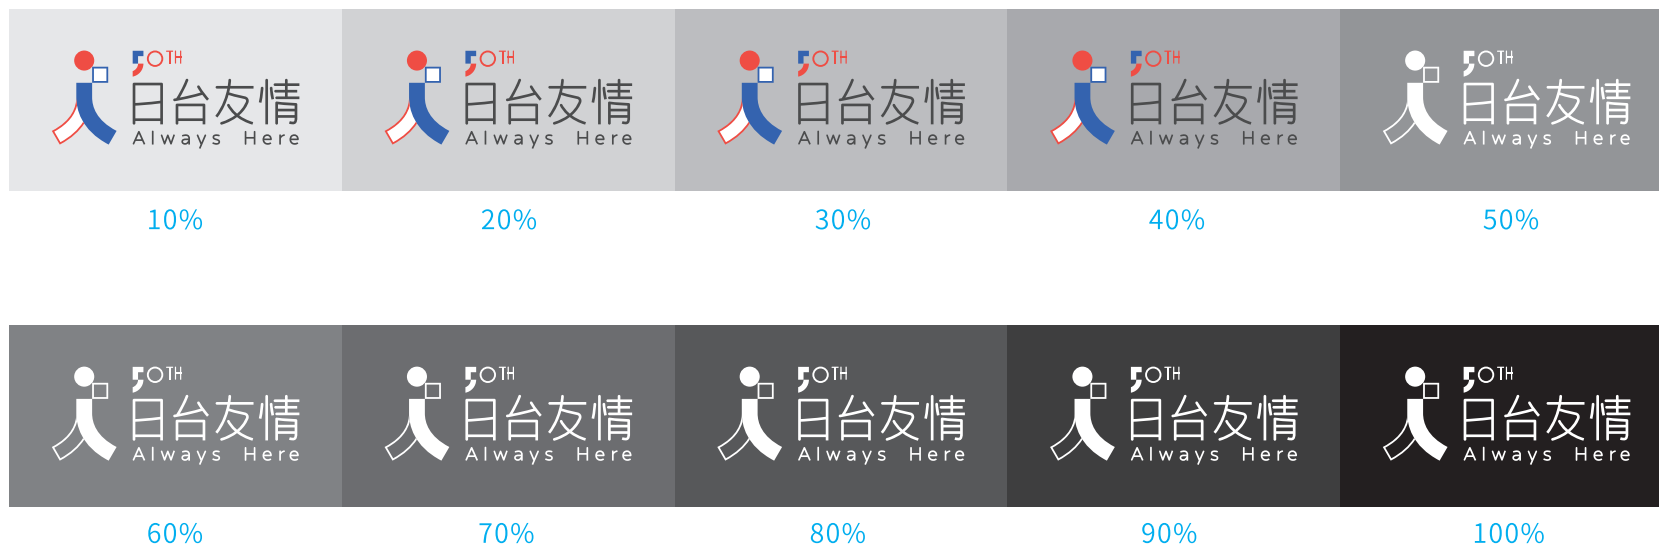 50TH 50TH 50TH 50TH 50TH
日台友情 日台友情 日台友情 日台友情 日台友情
Always Here Always Here Always Here Always Here Always Here
10% 20% 30% 40% 50%
50TH 50TH 50TH 50TH 50TH
日台友情 日台友情 日台友情 日台友情 日台友情
Always Here Always Here Always Here Always Here Always Here
60% 70% 80% 90% 100%